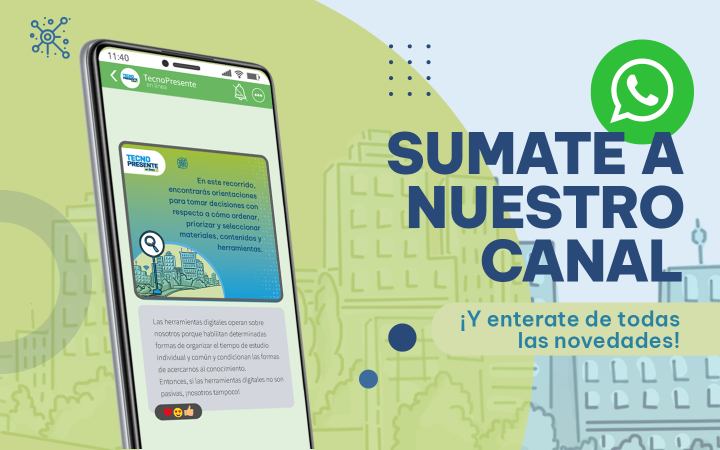 11:40
TecnoPresente
en línea
TECNO
PRESENTE
En este recorrido,
encontrarás orientaciones
para tomar decisiones con
respecto a cómo ordenar,
priorizar y seleccionar
materiales, contenidos y
herramientas.
Las herramientas digitales operan sobre
nosotros porque habilitan determinadas
formas de organizar el tiempo de estudio
individual y común y condicionan las formas
de acercarnos al conocimiento.
Entonces, si las herramientas digitales no son
pasivas, ¡nosotros tampoco!
SUMATE A
NUESTRO
CANAL
¡Y enterate de todas
las novedades!